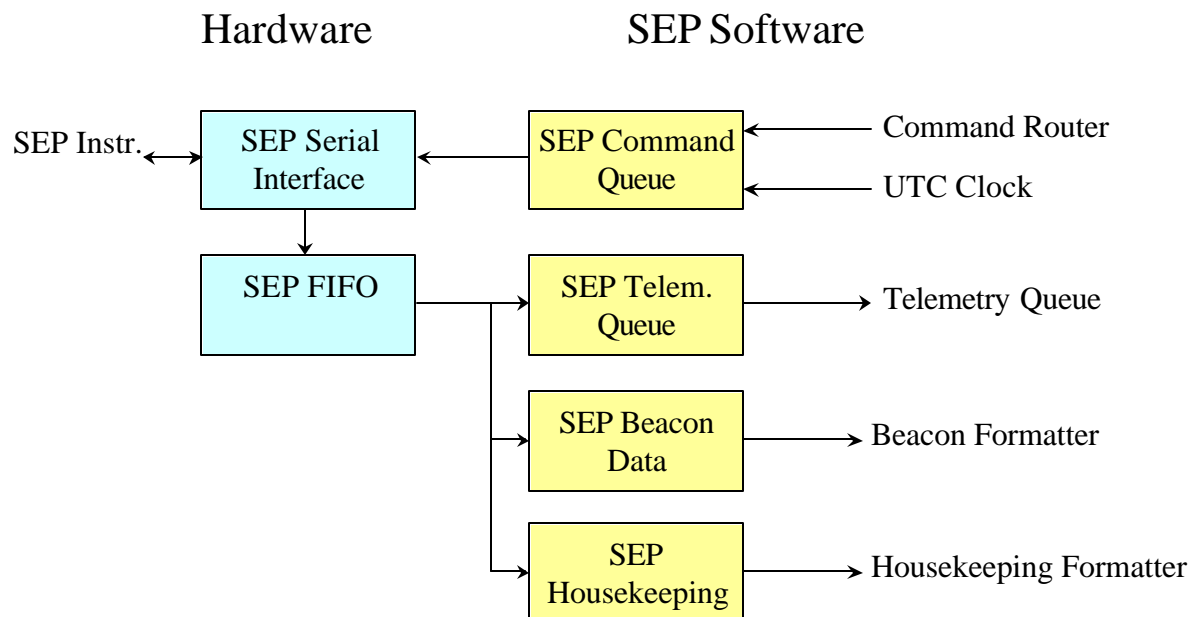 Hardware
SEP Software
SEP Instr.
SEP Serial
Interface
SEP Command
Queue
Command Router
UTC Clock
SEP FIFO
SEP Telem.
Queue
Telemetry Queue
SEP Beacon
Data
Beacon Formatter
SEP
Housekeeping
Housekeeping Formatter